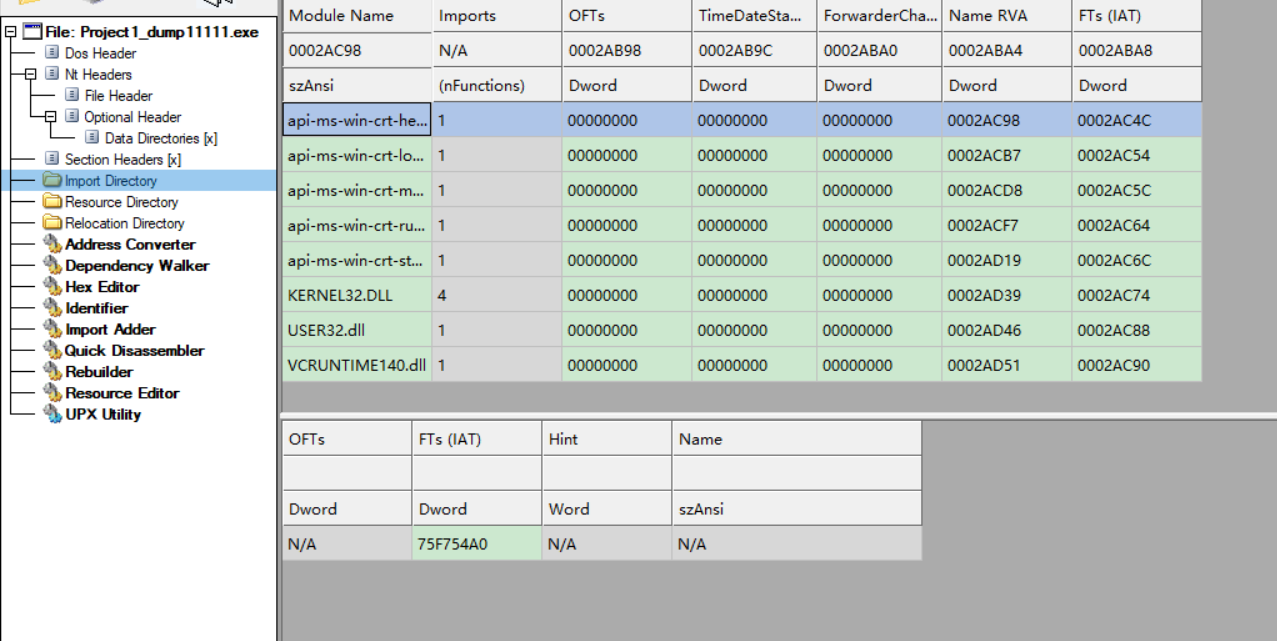 File: Project1_dump11111.exe
Dos Header
Nt Headers
File Header
Optional Header
Data Directories [x]
Section Headers [x]
Import Directory
Resource Directory
Relocation Directory
Address Converter
Dependency Walker
Hex Editor
Identifier
Import Adder
Quick Disassembler
Rebuilder
Resource Editor
UPX Utility
Module Name Imports OFTs TimeDateSta... ForwarderCha... Name RVA FTs (IAT)
0002AC98 N/A 0002AB98 0002AB9C 0002ABA0 0002ABA4 0002ABA8
szAnsi (nFunctions) Dword Dword Dword Dword Dword
api-ms-win-crt-he... 1 00000000 00000000 00000000 0002AC98 0002AC4C
api-ms-win-crt-lo... 1 00000000 00000000 00000000 0002ACB7 0002AC54
api-ms-win-crt-m... 1 00000000 00000000 00000000 0002ACD8 0002AC5C
api-ms-win-crt-ru... 1 00000000 00000000 00000000 0002ACF7 0002AC64
api-ms-win-crt-st... 1 00000000 00000000 00000000 0002AD19 0002AC6C
KERNEL32.DLL 4 00000000 00000000 00000000 0002AD39 0002AC74
USER32.dll 1 00000000 00000000 00000000 0002AD46 0002AC88
VCRUNTIME140.dll 1 00000000 00000000 00000000 0002AD51 0002AC90
OFTs FTs (IAT) Hint Name
Dword Dword Word szAnsi
N/A 75F754A0 N/A N/A